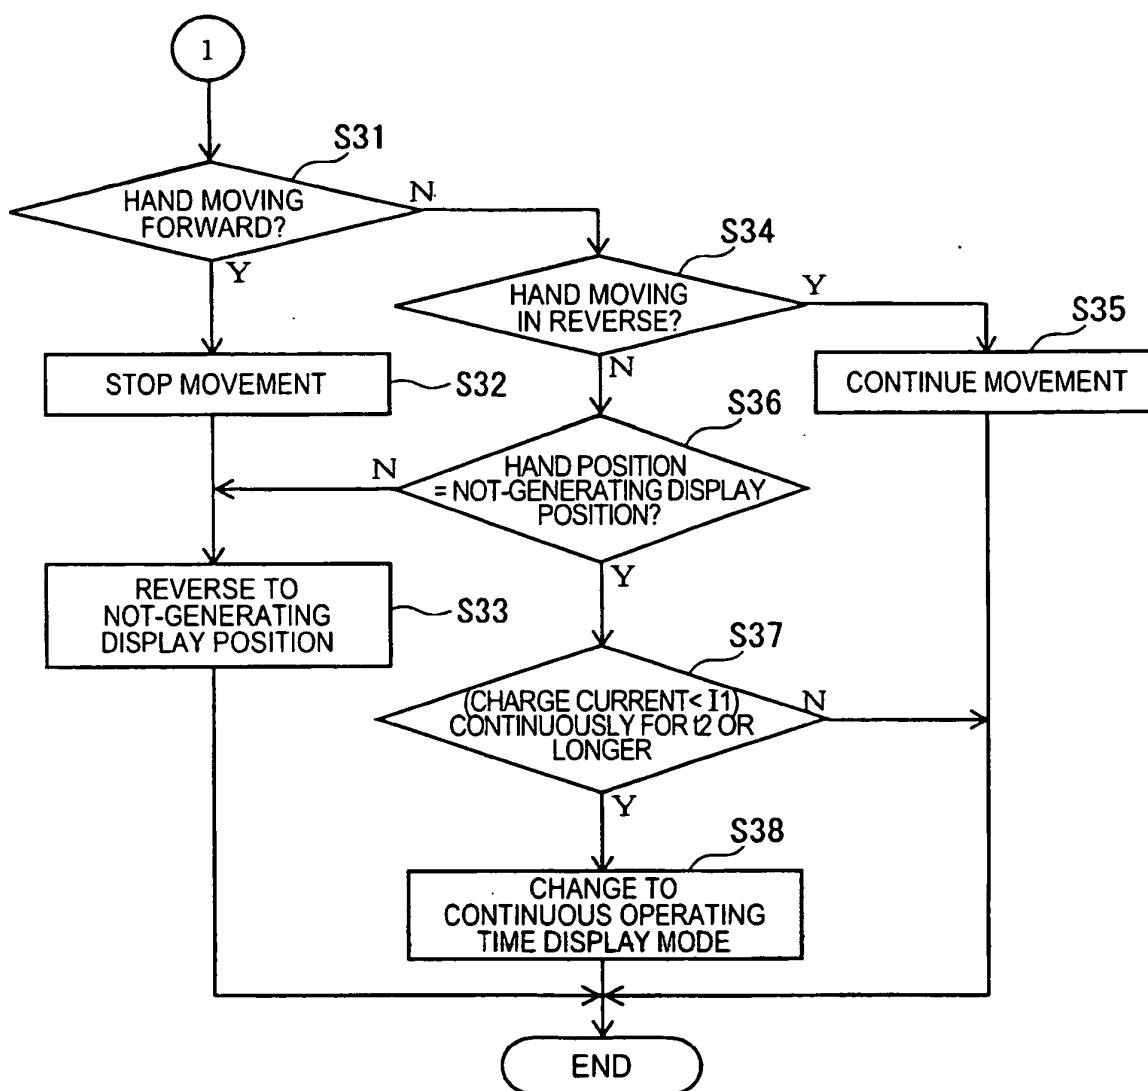 1
S31
HAND MOVING
FORWARD?
N
Y
S34
HAND MOVING
IN REVERSE?
Y
N
S35
CONTINUE MOVEMENT
STOP MOVEMENT
S32
S36
HAND POSITION
= NOT-GENERATING DISPLAY
POSITION?
N
Y
REVERSE TO
NOT-GENERATING
DISPLAY POSITION
S33
S37
(CHARGE CURRENT< I1)
CONTINUOUSLY FOR t2 OR
LONGER
N
Y
S38
CHANGE TO
CONTINUOUS OPERATING
TIME DISPLAY MODE
END